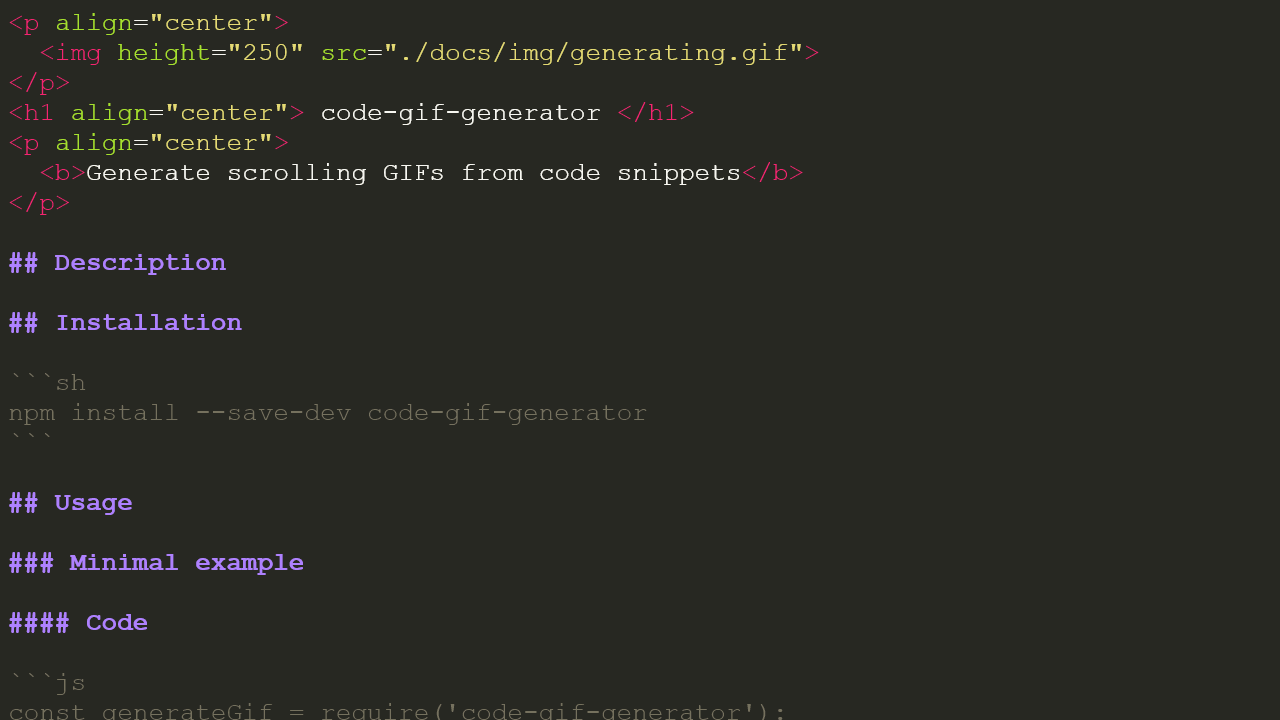 <p align="center">
  <img height="250" src="./docs/img/generating.gif">
</p>
<h1 align="center"> code-gif-generator </h1>
<p align="center">
  <b>Generate scrolling GIFs from code snippets</b>
</p>

## Description

## Installation

```sh
npm install --save-dev code-gif-generator
```

## Usage

### Minimal example

#### Code

```js
const generateGif = require('code-gif-generator');